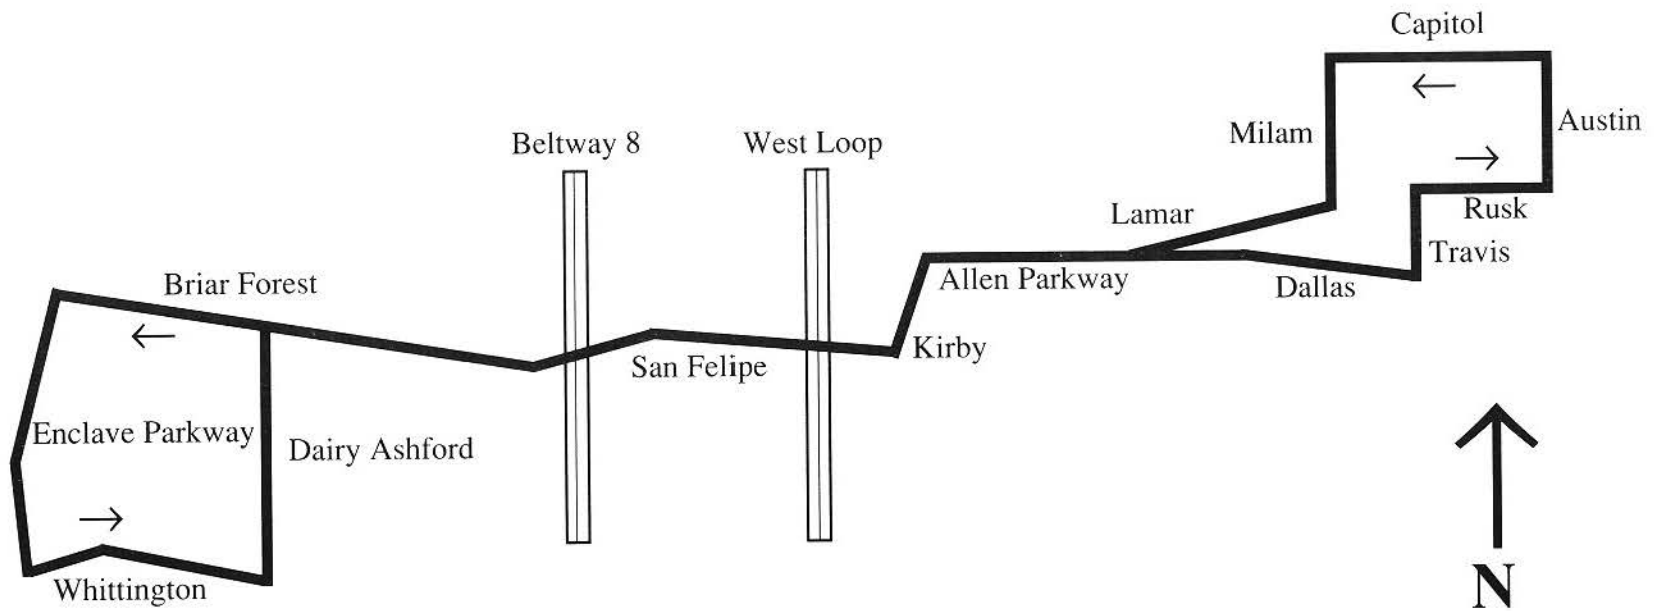 Capitol
Austin
Milam
Beltway 8
West Loop
Lamar
Rusk
Travis
Briar Forest
Allen Parkway
Dallas
Kirby
San Felipe
Enclave Parkway
Dairy Ashford
Whittington
N